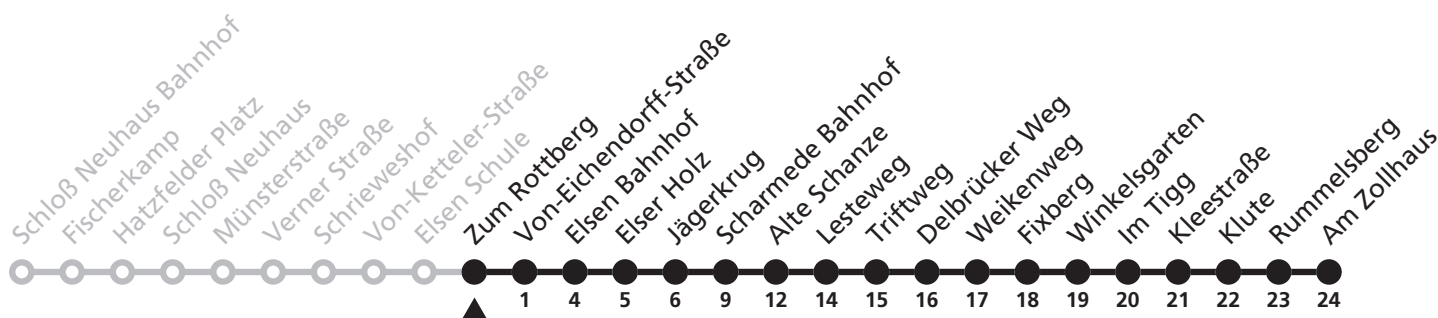 Schloß Neuhaus Bahnhof
Fischerkamp
Hatzfelder Platz
Schloß Neuhaus
Münsterstraße
Verner Straße
Schrieweshof
Von-Ketteler-Straße
Elsen Schule
Zum Rottberg
Von-Eichendorff-Straße
Elsen Bahnhof
Elser Holz
Jägerkrug
Scharmede Bahnhof
Alte Schanze
Lesteweg
Triftweg
Delbrücker Weg
Weikenweg
Fixberg
Winkelsgarten
Im Tigg
Kleestraße
Klute
Rummelsberg
Am Zollhaus
1 4 5 6 9 12 14 15 16 17 18 19 20 21 22 23 24